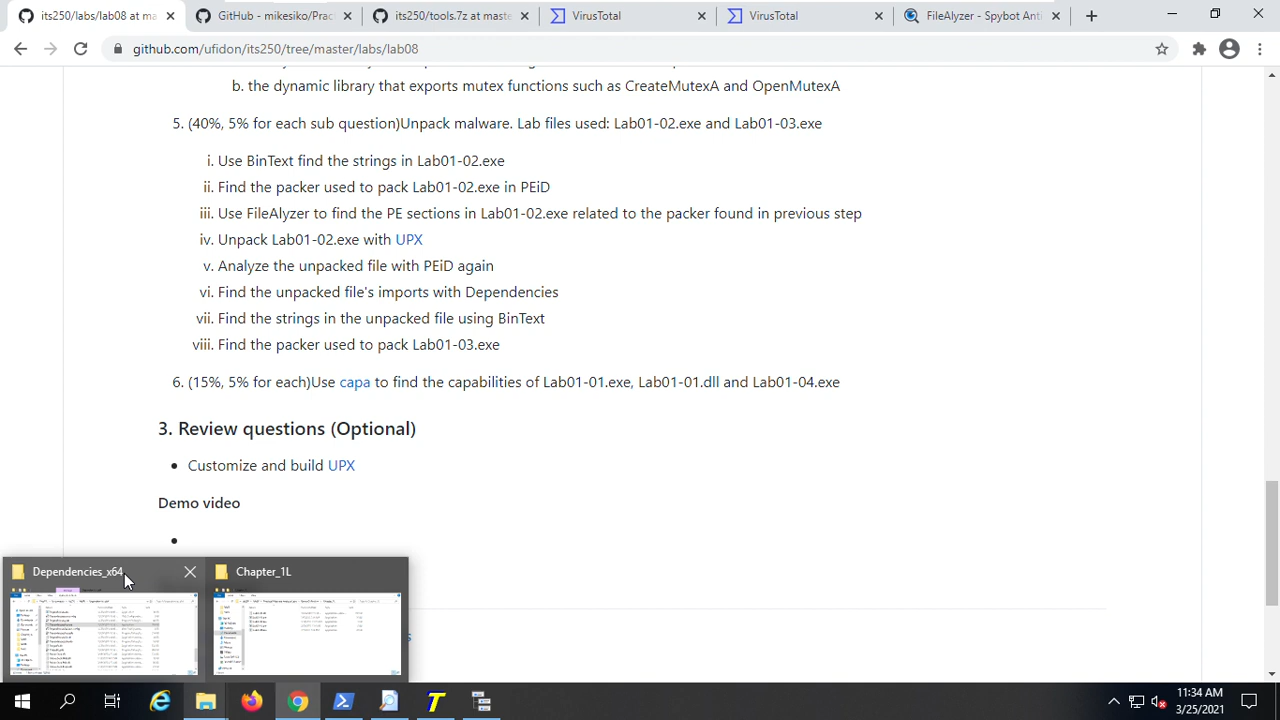 its250/labs/lab08 at ma
GitHub - mikesiko/Prac
its250/tools.7z at maste
VirusTotal
VirusTotal
FileAlyzer - Spybot Anti
github.com/ufidon/its250/tree/master/labs/lab08
b. the dynamic library that exports mutex functions such as CreateMutexA and OpenMutexA
5. (40%, 5% for each sub question)Unpack malware. Lab files used: Lab01-02.exe and Lab01-03.exe
i. Use BinText find the strings in Lab01-02.exe
ii. Find the packer used to pack Lab01-02.exe in PEiD
iii. Use FileAlyzer to find the PE sections in Lab01-02.exe related to the packer found in previous step
iv. Unpack Lab01-02.exe with UPX
v. Analyze the unpacked file with PEiD again
vi. Find the unpacked file's imports with Dependencies
vii. Find the strings in the unpacked file using BinText
viii. Find the packer used to pack Lab01-03.exe
6. (15%, 5% for each)Use capa to find the capabilities of Lab01-01.exe, Lab01-01.dll and Lab01-04.exe
3. Review questions (Optional)
• Customize and build UPX
Demo video
•
Dependencies_x64
Chapter_1L
11:34 AM
3/25/2021